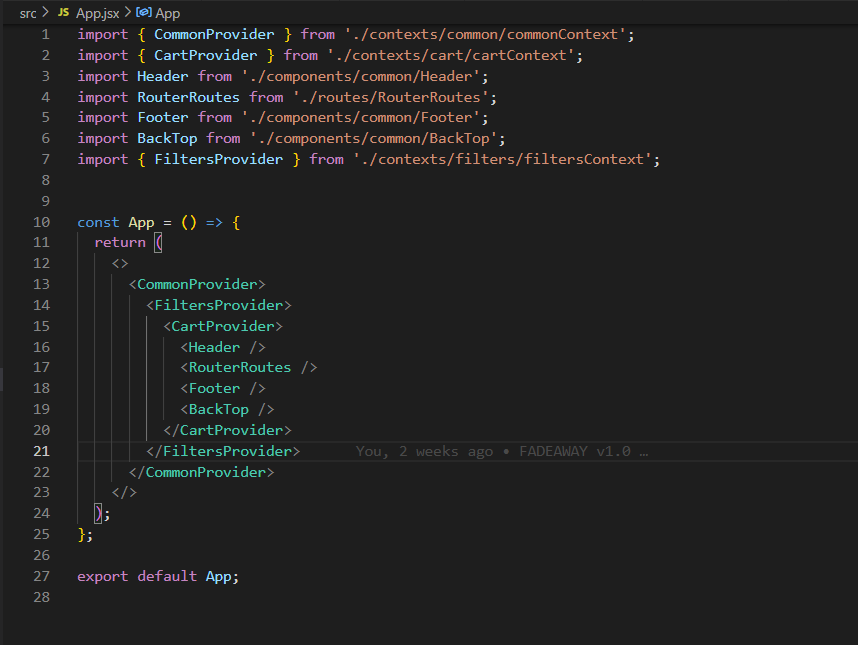 src > JS App.jsx > App
1 import { CommonProvider } from './contexts/common/commonContext';
2 import { CartProvider } from './contexts/cart/cartContext';
3 import Header from './components/common/Header';
4 import RouterRoutes from './routes/RouterRoutes';
5 import Footer from './components/common/Footer';
6 import BackTop from './components/common/BackTop';
7 import { FiltersProvider } from './contexts/filters/filtersContext';
8
9
10 const App = () => {
11   return (
12     <>
13       <CommonProvider>
14         <FiltersProvider>
15           <CartProvider>
16             <Header />
17             <RouterRoutes />
18             <Footer />
19             <BackTop />
20           </CartProvider>
21         </FiltersProvider> You, 2 weeks ago • FADEAWAY v1.0 …
22       </CommonProvider>
23     </>
24   );
25 };
26
27 export default App;
28